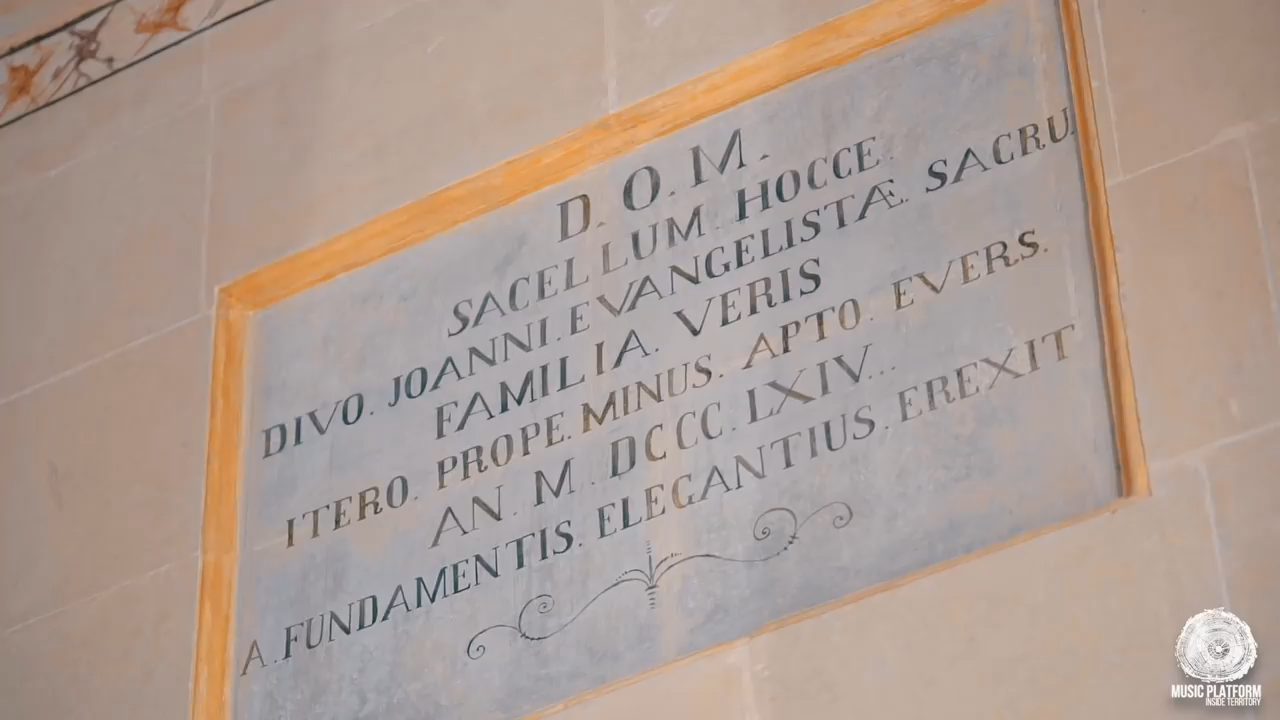 D. O. M.
SACELLUM. HOCCE.
DIVO. JOANNI. EVANGELISTÆ. SACRU.
FAMILIA. VERIS
ITERO. PROPE. MINUS. APTO. EVERS.
AN. M. DCCC. LXIV...
A. FUNDAMENTIS. ELEGANTIUS. EREXIT
MUSIC PLATFORM
INSIDE TERRITORY